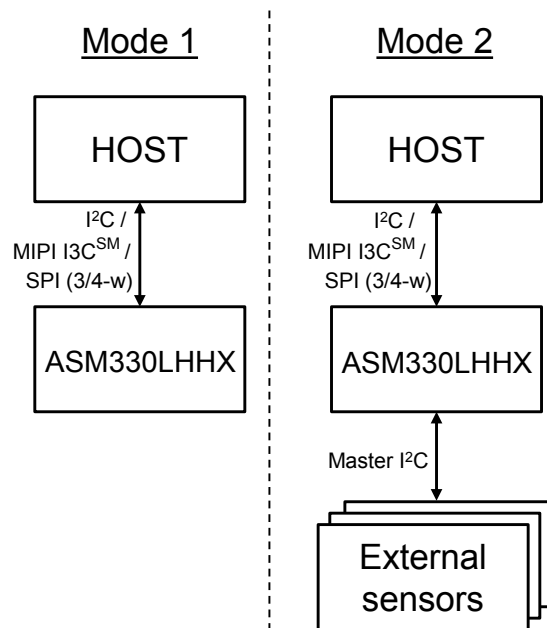 Mode 1
HOST
I²C /
MIPI I3C^SM /
SPI (3/4-w)
ASM330LHHX
Mode 2
HOST
I²C /
MIPI I3C^SM /
SPI (3/4-w)
ASM330LHHX
Master I²C
External
sensors